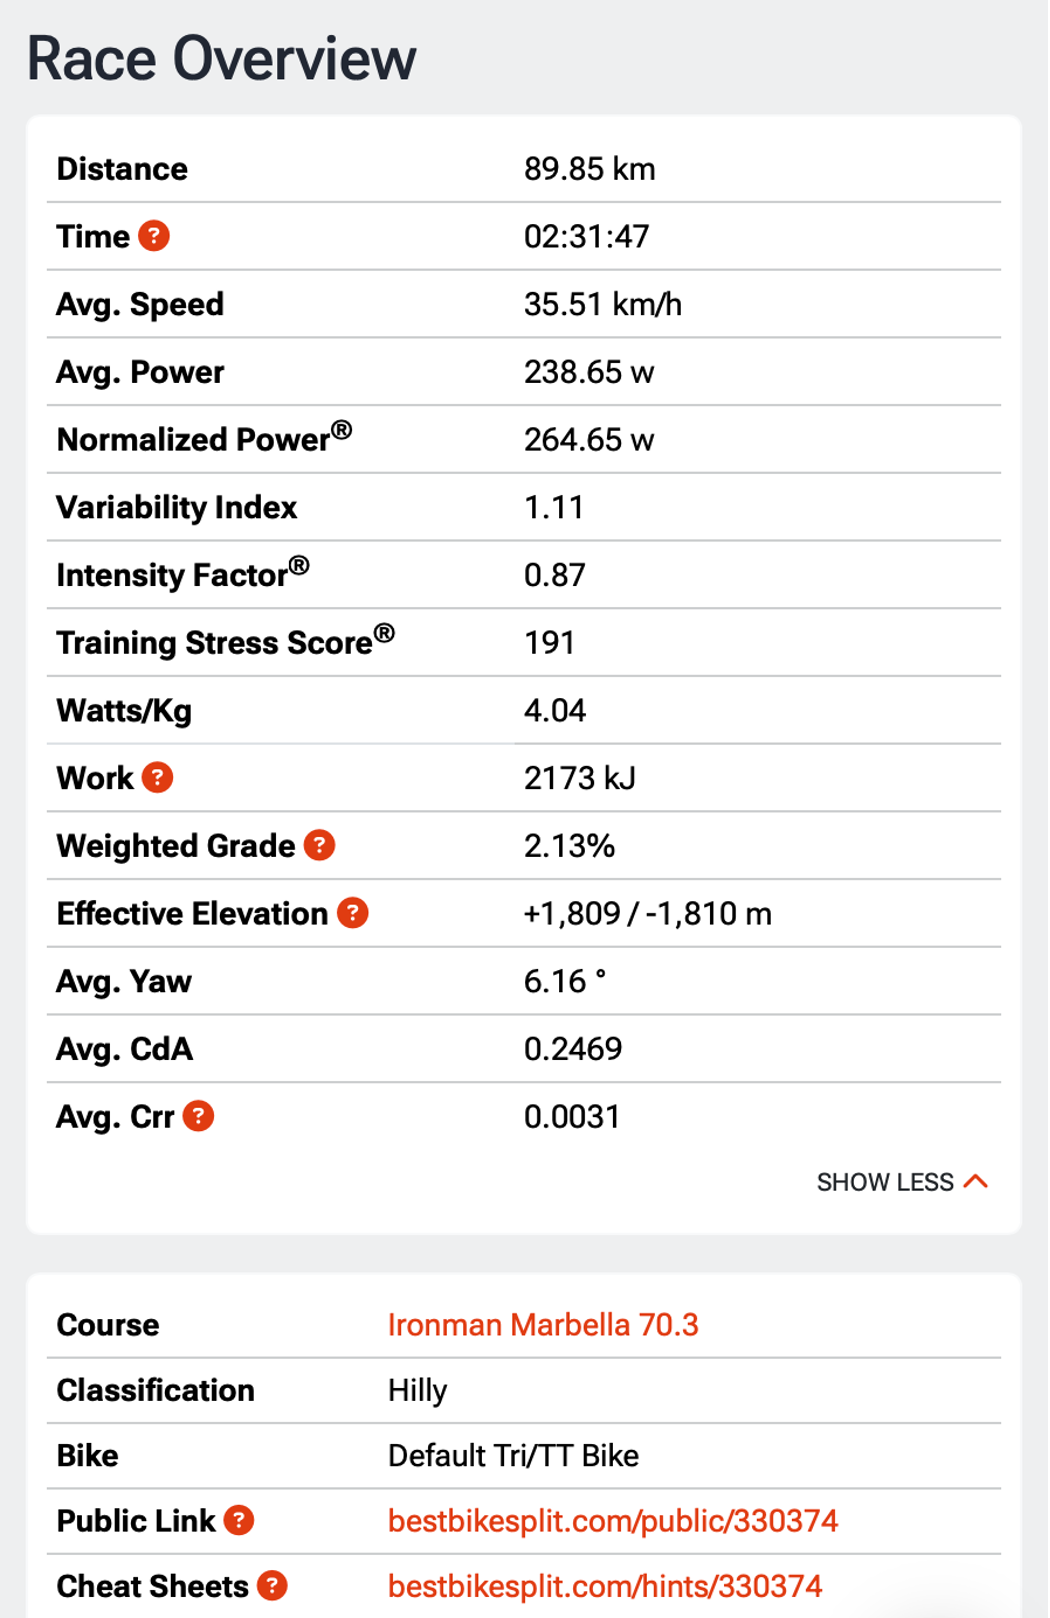 Race Overview
Distance 89.85 km
Time ? 02:31:47
Avg. Speed 35.51 km/h
Avg. Power 238.65 w
Normalized Power® 264.65 w
Variability Index 1.11
Intensity Factor® 0.87
Training Stress Score® 191
Watts/Kg 4.04
Work ? 2173 kJ
Weighted Grade ? 2.13%
Effective Elevation ? +1,809 / -1,810 m
Avg. Yaw 6.16 °
Avg. CdA 0.2469
Avg. Crr ? 0.0031
SHOW LESS
Course Ironman Marbella 70.3
Classification Hilly
Bike Default Tri/TT Bike
Public Link ? bestbikesplit.com/public/330374
Cheat Sheets ? bestbikesplit.com/hints/330374